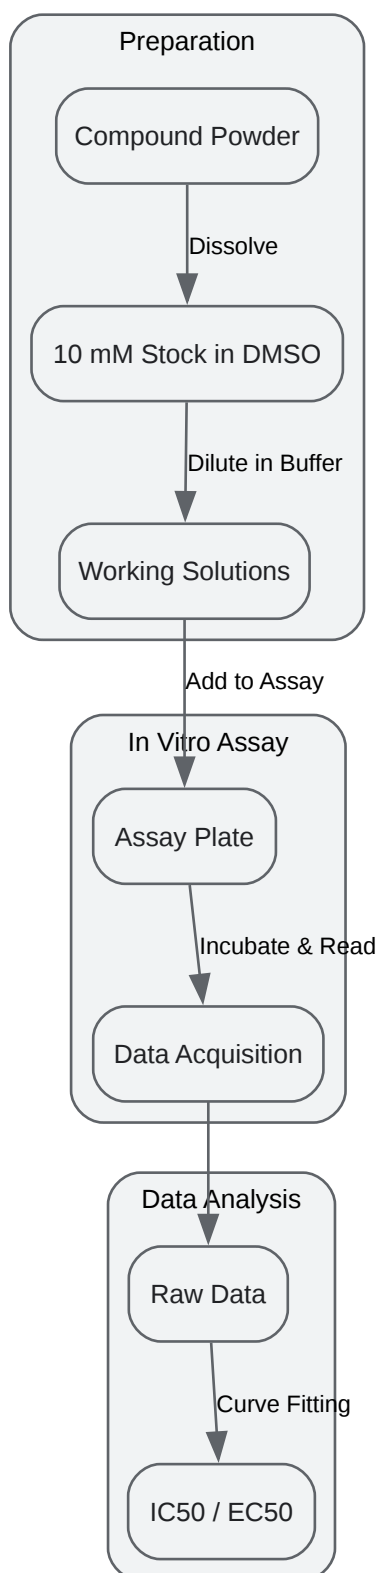 Preparation
Compound Powder
Dissolve
10 mM Stock in DMSO
Dilute in Buffer
Working Solutions
Add to Assay
In Vitro Assay
Assay Plate
Incubate & Read
Data Acquisition
Data Analysis
Raw Data
Curve Fitting
IC50 / EC50